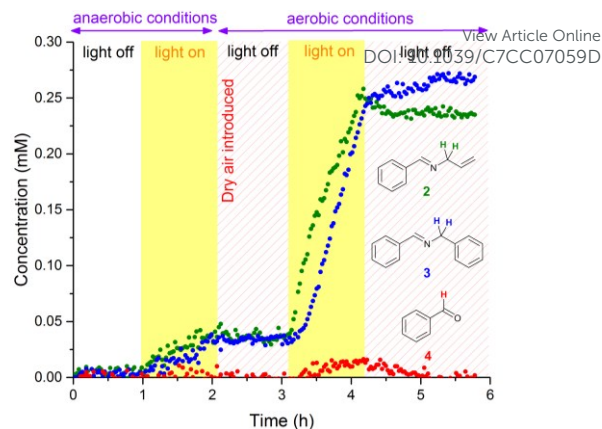 anaerobic conditions aerobic conditions
View Article Online
DOI: 10.1039/C7CC07059D
light off light on light off light on light off
Dry air introduced
Concentration (mM)
0.30
0.25
0.20
0.15
0.10
0.05
0.00
H H
N
2
H H
N
3
H
O
4
0 1 2 3 4 5 6
Time (h)